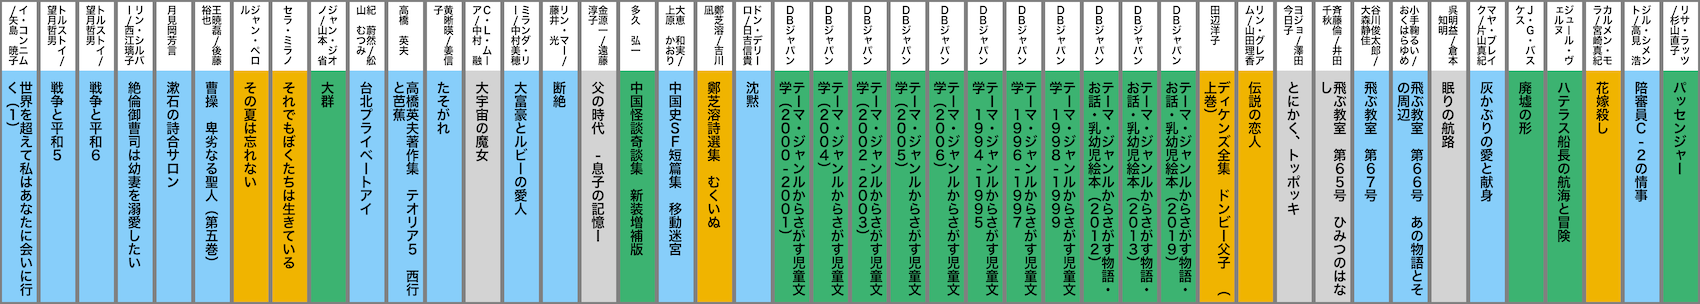 リサ・ラッツ
/杉山直子
パッセンジャー
ジル・シメン
ト/高見　浩
陪審員C-2の情事
カルメン・モ
ラ/宮﨑真紀
花嫁殺し
ジュール・ヴ
ェルヌ
ハテラス船長の航海と冒険
J・G・バス
ケス
廃墟の形
マヤ・ブレイ
ク/片山真紀
灰かぶりの愛と献身
呉明益/倉本
知明
眠りの航路
小手鞠るい/
おくはらゆめ
飛ぶ教室　第66号　あの物語とそ
の周辺
谷川俊太郎/
大森静佳
飛ぶ教室　第67号
斉藤倫/井田
千秋
飛ぶ教室　第65号　ひみつのはな
し
ヨジョ/澤田
今日子
とにかく、トッポッキ
リン・グレア
ム/山田理香
伝説の恋人
田辺洋子
ディケンズ全集　ドンビー父子　（
上巻）
DBジャパン
テーマ・ジャンルからさがす物語・
お話・乳幼児絵本（2019）
DBジャパン
テーマ・ジャンルからさがす物語・
お話・乳幼児絵本（2013）
DBジャパン
テーマ・ジャンルからさがす物語・
お話・乳幼児絵本（2012）
DBジャパン
テーマ・ジャンルからさがす児童文
学　1998-1999
DBジャパン
テーマ・ジャンルからさがす児童文
学　1996-1997
DBジャパン
テーマ・ジャンルからさがす児童文
学　1994-1995
DBジャパン
テーマ・ジャンルからさがす児童文
学（2006）
DBジャパン
テーマ・ジャンルからさがす児童文
学（2005）
DBジャパン
テーマ・ジャンルからさがす児童文
学（2002-2003）
DBジャパン
テーマ・ジャンルからさがす児童文
学（2004）
DBジャパン
テーマ・ジャンルからさがす児童文
学（2000-2001）
ドン・デリー
ロ/日吉信貴
沈黙
鄭芝溶/吉川
凪
鄭芝溶詩選集　むくいぬ
大恵　和実/
上原　かおり
中国史SF短篇集　移動迷宮
多久　弘一
中国怪談奇談集　新装増補版
金源一/遠藤
淳子
父の時代　-息子の記憶ー
リン・マー/
藤井　光
断絶
ミランダ・リ
ー/中村美穂
大富豪とルビーの愛人
C・L・ムー
ア/中村　融
大宇宙の魔女
黄晳暎/姜信
子
たそがれ
高橋　英夫
高橋英夫著作集　テオリア5　西行
と芭蕉
紀　蔚然/舩
山　むつみ
台北プライベートアイ
ジャン・ジオ
ノ/山本　省
大群
セラ・ミラノ
それでもぼくたちは生きている
ジャン・ベロ
ル
その夏は忘れない
王暁磊/後藤
裕也
曹操　卑劣なる聖人（第五巻）
月見岡芳言
漱石の詩合サロン
リン・シルバ
ー/西江璃子
絶倫御曹司は幼妻を溺愛したい
トルストイ/
望月哲男
戦争と平和6
トルストイ/
望月哲男
戦争と平和5
イ・コンニム
/矢島　暁子
世界を超えて私はあなたに会いに行
く（1）